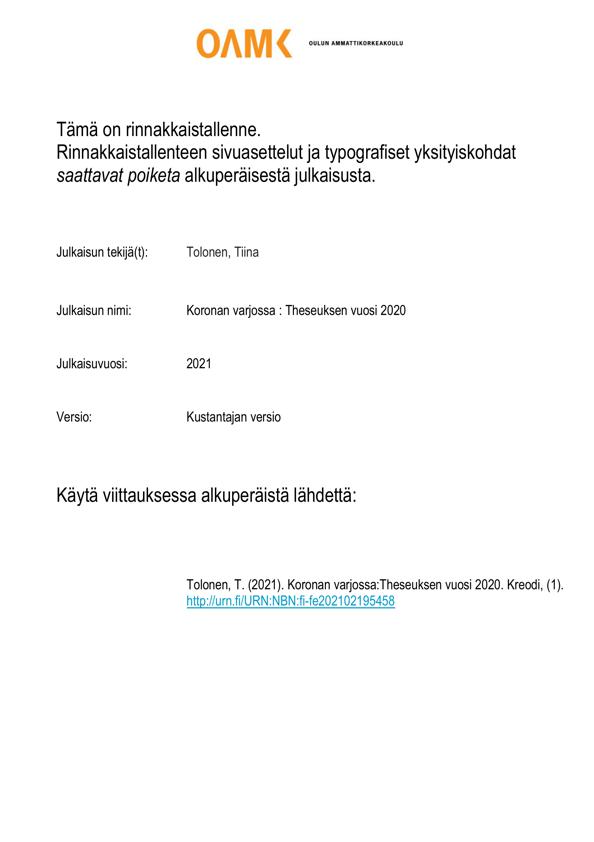 OAMK OULUN AMMATTIKORKEAKOULU
Tämä on rinnakkaistallenne.
Rinnakkaistallenteen sivuasettelut ja typografiset yksityiskohdat
saattavat poiketa alkuperäisestä julkaisusta.
Julkaisun tekijä(t): Tolonen, Tiina
Julkaisun nimi: Koronan varjossa : Theseuksen vuosi 2020
Julkaisuvuosi: 2021
Versio: Kustantajan versio
Käytä viittauksessa alkuperäistä lähdettä:
Tolonen, T. (2021). Koronan varjossa:Theseuksen vuosi 2020. Kreodi, (1).
http://urn.fi/URN:NBN:fi-fe202102195458